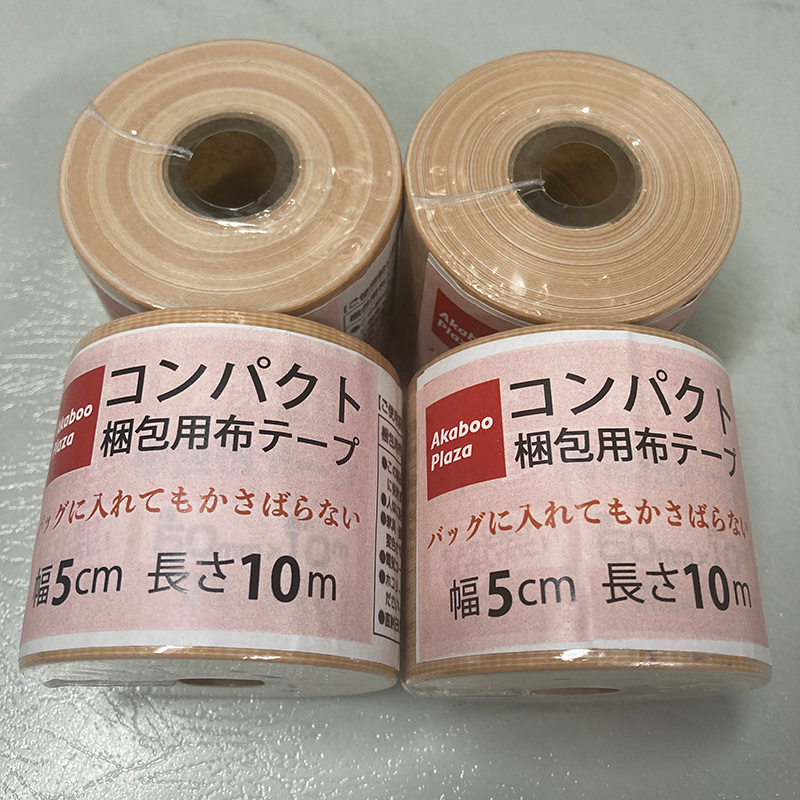 Akaboo
Plaza
コンパクト
梱包用布テープ
バッグに入れてもかさばらない
幅5cm 長さ10m
Akaboo
Plaza
コンパクト
梱包用布テープ
バッグに入れてもかさばらない
幅5cm 長さ10m
Akaboo
Plaza